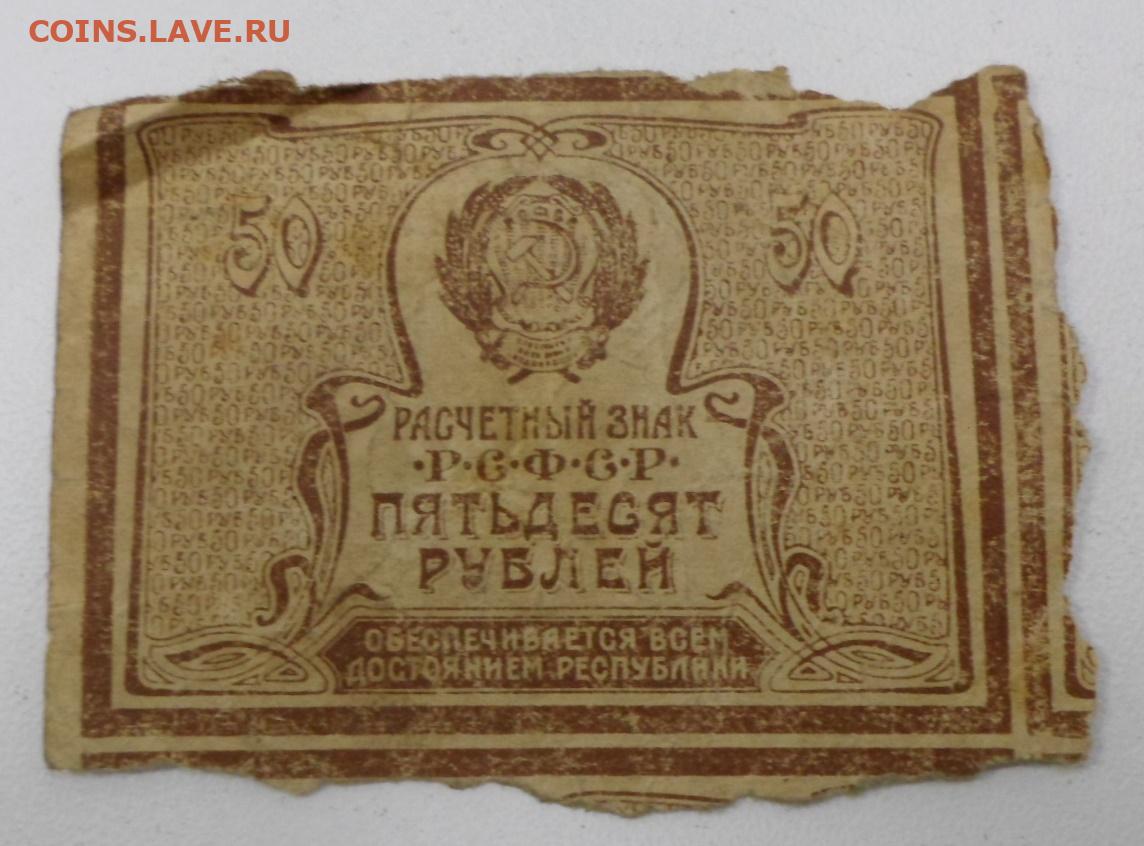 COINS.LAVE.RU
50 50
РАСЧЕТНЫЙ ЗНАК
·Р·С·Ф·С·Р·
ПЯТЬДЕСЯТ
РУБЛЕЙ
ОБЕСПЕЧИВАЕТСЯ ВСЕМ
ДОСТОЯНИЕМ РЕСПУБЛИКИ